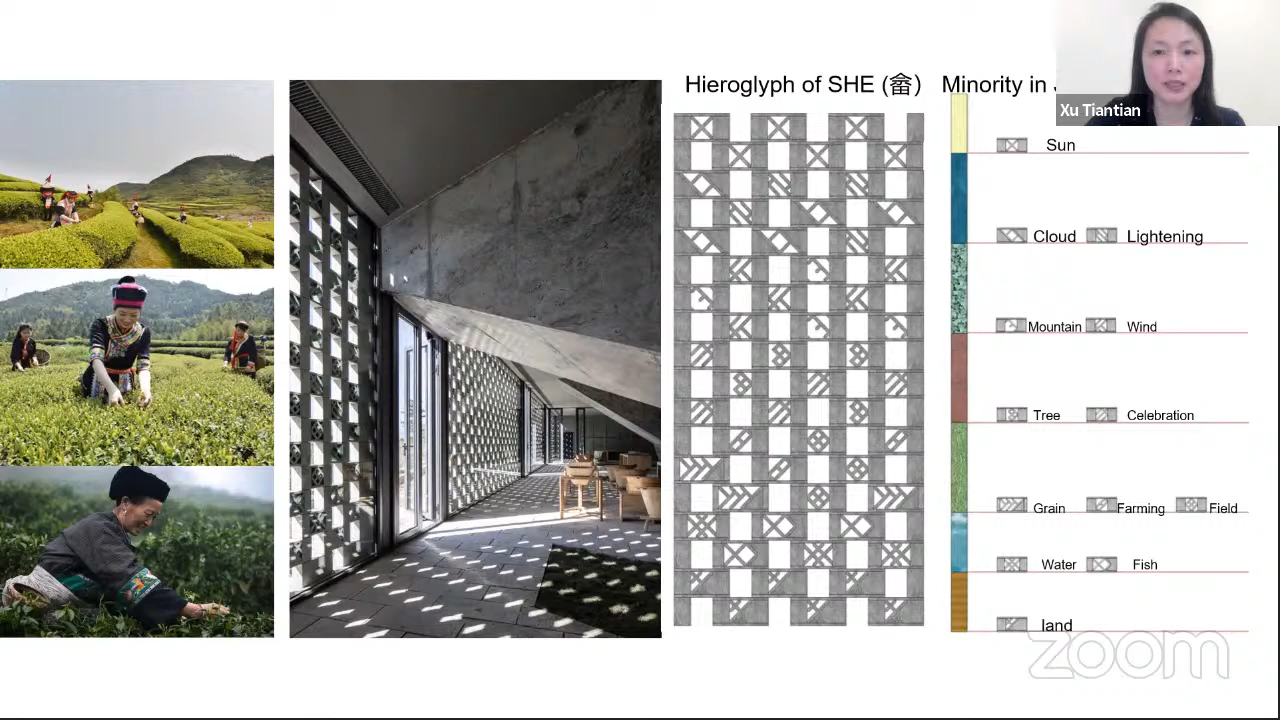 Hieroglyph of SHE (畲) Minority in
Xu Tiantian
Sun
Cloud Lightening
Mountain Wind
Tree Celebration
Grain Farming Field
Water Fish
land
zoom